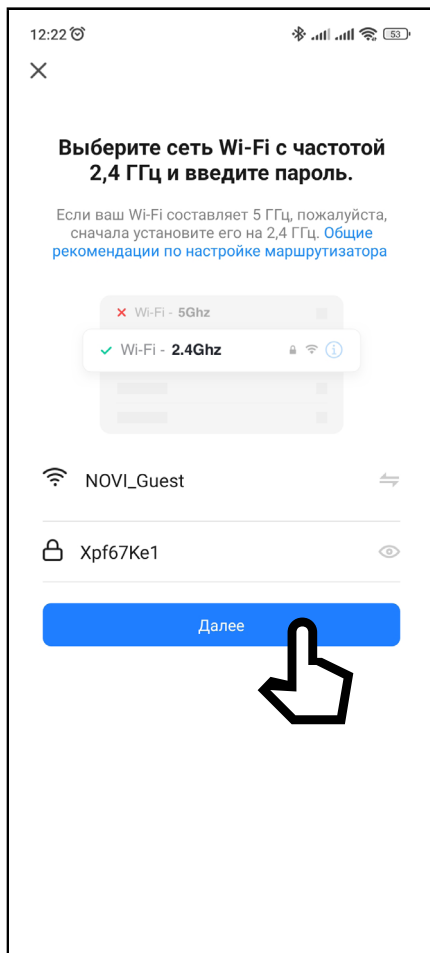 12:22
53
Выберите сеть Wi-Fi с частотой
2,4 ГГц и введите пароль.
Если ваш Wi-Fi составляет 5 ГГц, пожалуйста,
сначала установите его на 2,4 ГГц. Общие
рекомендации по настройке маршрутизатора
Wi-Fi - 5Ghz
Wi-Fi - 2.4Ghz
NOVI_Guest
Xpf67Ke1
Далее